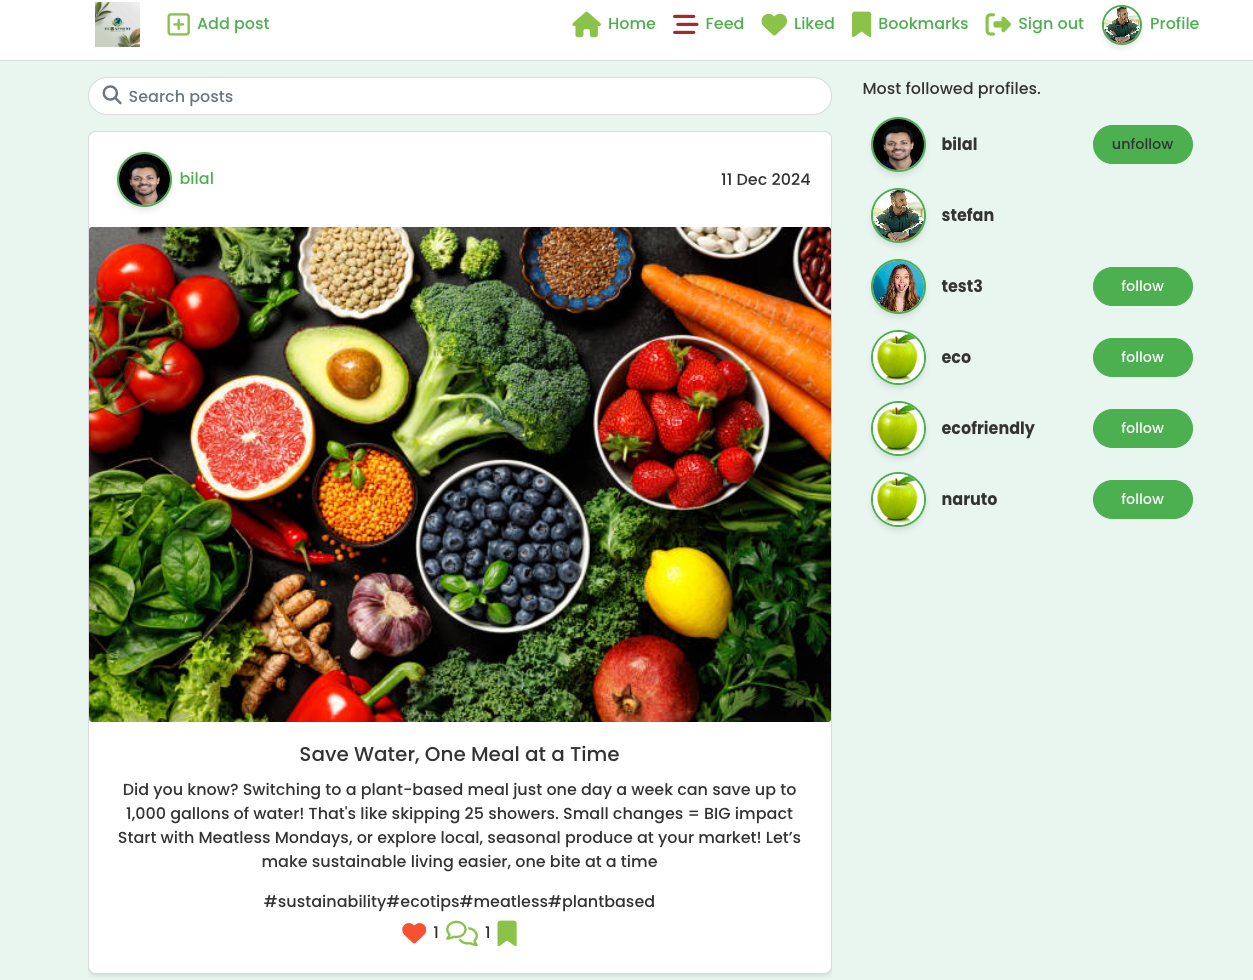 Add post
Home
Feed
Liked
Bookmarks
Sign out
Profile
Search posts
bilal
11 Dec 2024
Save Water, One Meal at a Time
Did you know? Switching to a plant-based meal just one day a week can save up to
1,000 gallons of water! That's like skipping 25 showers. Small changes = BIG impact
Start with Meatless Mondays, or explore local, seasonal produce at your market! Let’s
make sustainable living easier, one bite at a time
#sustainability#ecotips#meatless#plantbased
1
1
Most followed profiles.
bilal
unfollow
stefan
test3
follow
eco
follow
ecofriendly
follow
naruto
follow